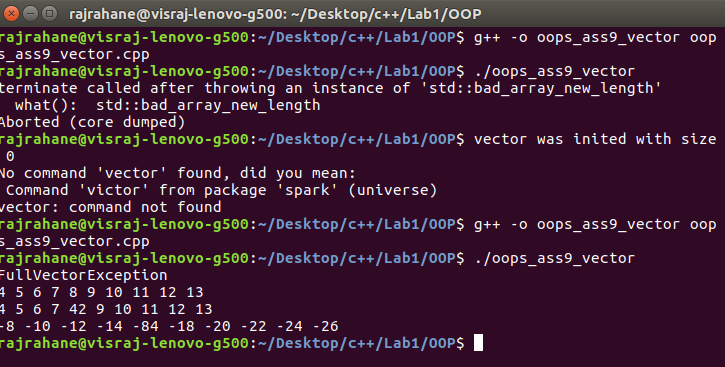 rajrahane@visraj-lenovo-g500: ~/Desktop/c++/Lab1/OOP
rajrahane@visraj-lenovo-g500:~/Desktop/c++/Lab1/OOP$ g++ -o oops_ass9_vector oop
s_ass9_vector.cpp
rajrahane@visraj-lenovo-g500:~/Desktop/c++/Lab1/OOP$ ./oops_ass9_vector
terminate called after throwing an instance of 'std::bad_array_new_length'
  what():  std::bad_array_new_length
Aborted (core dumped)
rajrahane@visraj-lenovo-g500:~/Desktop/c++/Lab1/OOP$ vector was inited with size
 0
No command 'vector' found, did you mean:
 Command 'victor' from package 'spark' (universe)
vector: command not found
rajrahane@visraj-lenovo-g500:~/Desktop/c++/Lab1/OOP$ g++ -o oops_ass9_vector oop
s_ass9_vector.cpp
rajrahane@visraj-lenovo-g500:~/Desktop/c++/Lab1/OOP$ ./oops_ass9_vector
FullVectorException
4 5 6 7 8 9 10 11 12 13
4 5 6 7 42 9 10 11 12 13
-8 -10 -12 -14 -84 -18 -20 -22 -24 -26
rajrahane@visraj-lenovo-g500:~/Desktop/c++/Lab1/OOP$